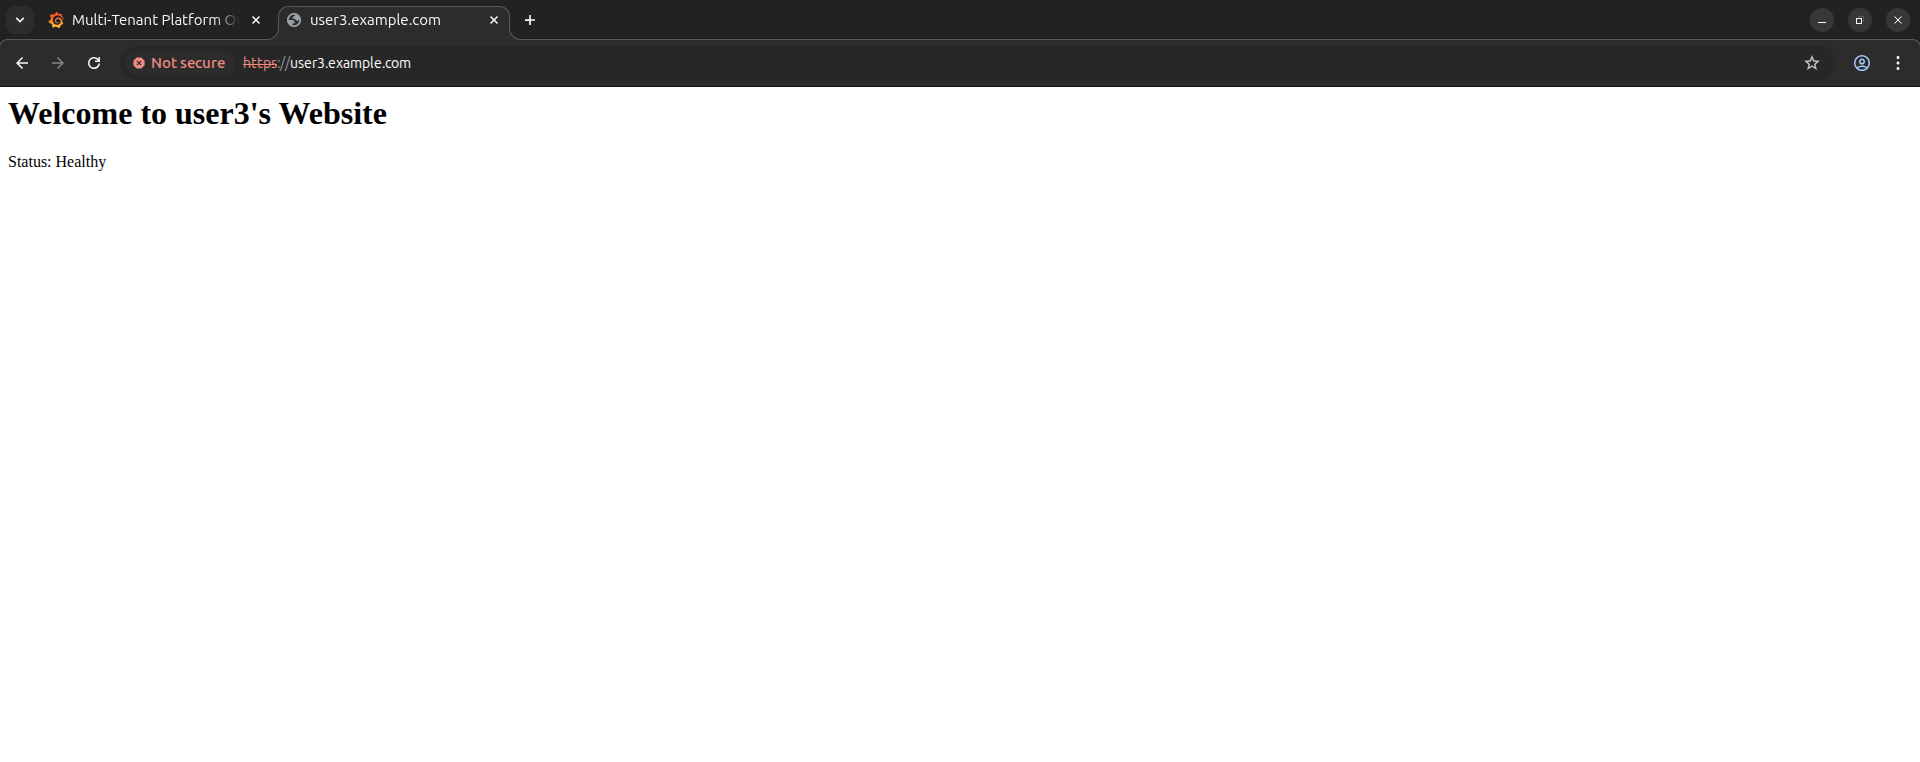 Multi-Tenant Platform O
user3.example.com
Not secure https://user3.example.com
Welcome to user3's Website
Status: Healthy